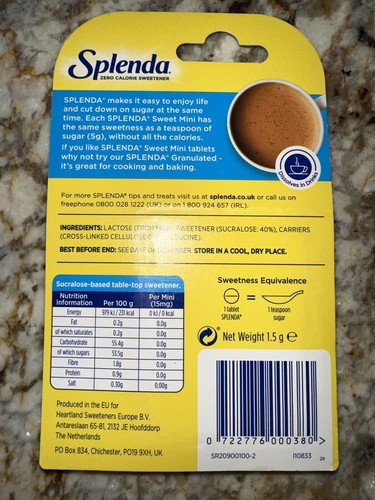 Splenda®
ZERO CALORIE SWEETENER
SPLENDA® makes it easy to enjoy life
and cut down on sugar at the same
time. Each SPLENDA® Sweet Mini has
the same sweetness as a teaspoon of
sugar (5g), without all the calories.
If you like SPLENDA® Sweet Mini tablets
why not try our SPLENDA® Granulated -
it's great for cooking and baking.
Dissolves in Drinks
For more SPLENDA® tips and treats visit us at splenda.co.uk or call us on
freephone 0800 028 1222 (UK) or on 1 800 924 657 (IRL).
INGREDIENTS: LACTOSE (FROM MILK), SWEETENER (SUCRALOSE: 40%), CARRIERS
(CROSS-LINKED CELLULOSE LEUCINE).
BEST BEFORE END: SEE BASE OF DISPENSER. STORE IN A COOL, DRY PLACE.
Sucralose-based table-top sweetener.
Nutrition Information Per 100 g Per Mini (15mg)
Energy 979 kJ / 231 kcal 0 kJ / 0 kcal
Fat 0.2g 0.0g
of which saturates 0.2g 0.0g
Carbohydrate 55.4g 0.0g
of which sugars 53.5g 0.0g
Fibre 1.8g 0.0g
Protein 0.9g 0.0g
Salt 0.30g 0.00g
Sweetness Equivalence
=
1 tablet SPLENDA® 1 teaspoon sugar
Net Weight 1.5 g ℮
Produced in the EU for
Heartland Sweeteners Europe B.V.
Antareslaan 65-81, 2132 JE Hoofddorp
The Netherlands
PO Box 834, Chichester, PO19 9XH, UK
0 722776 000380 >
SR20900100-2 110833 28